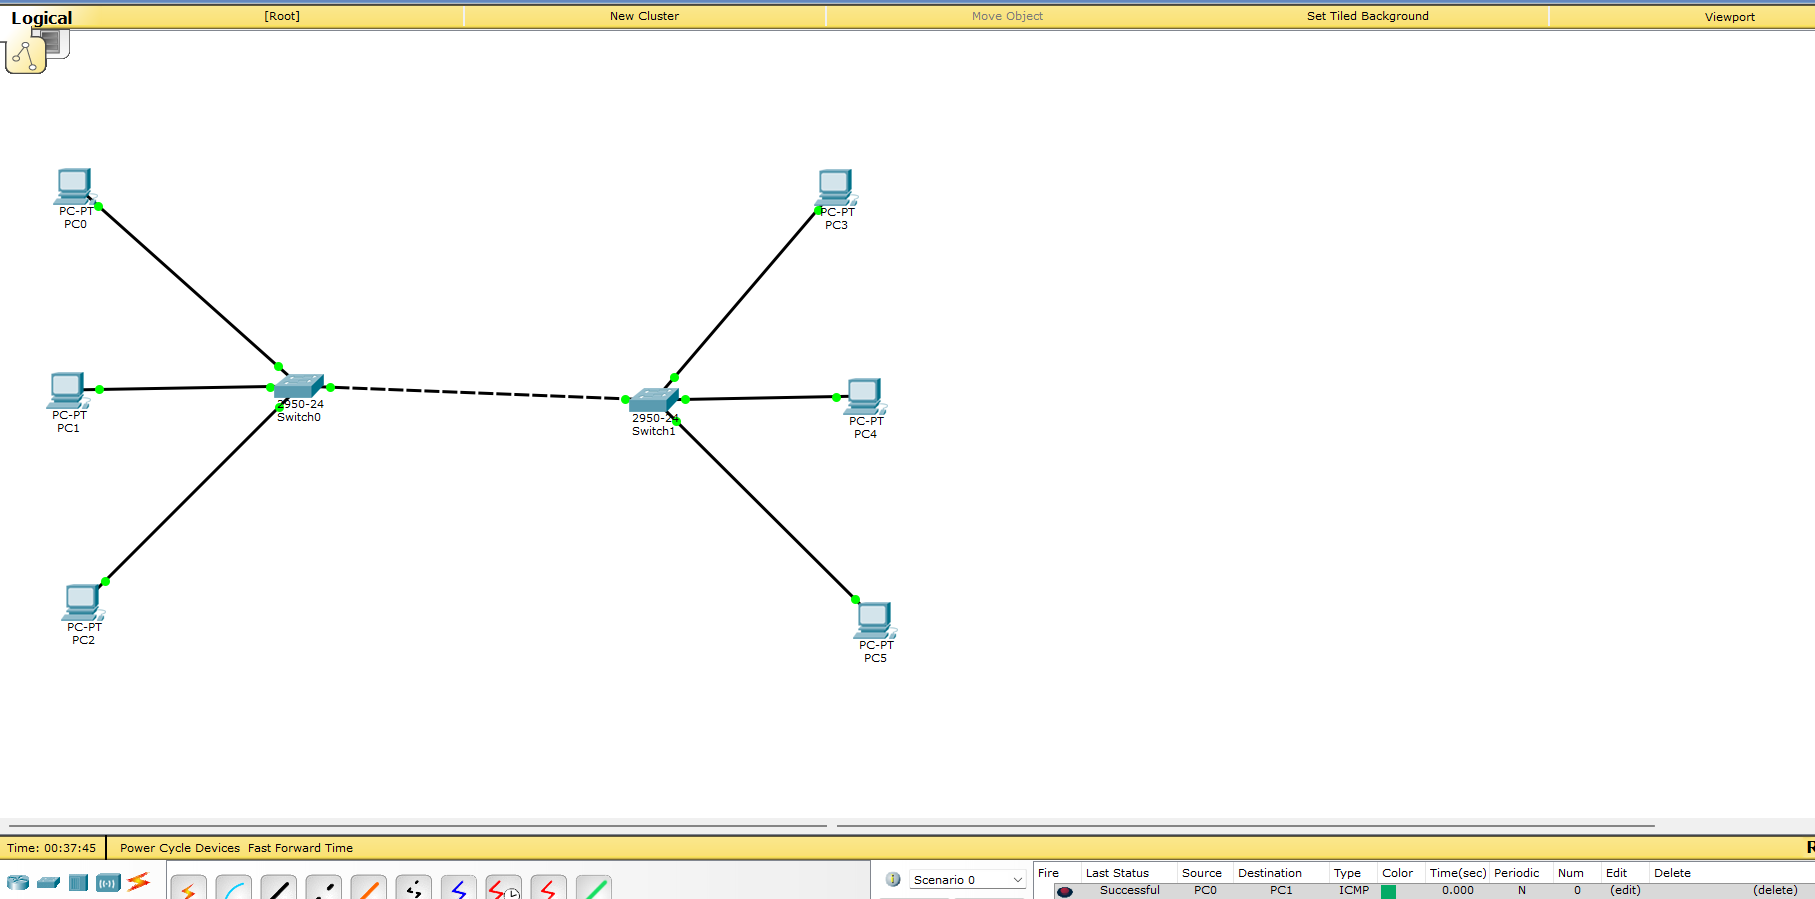 Logical
[Root]
New Cluster
Move Object
Set Tiled Background
Viewport
PC-PT
PC0
PC-PT
PC3
PC-PT
PC1
2950-24
Switch0
2950-24
Switch1
PC-PT
PC4
PC-PT
PC2
PC-PT
PC5
Time: 00:37:45
Power Cycle Devices Fast Forward Time
R
Scenario 0
Fire Last Status Source Destination Type Color Time(sec) Periodic Num Edit Delete
Successful PC0 PC1 ICMP 0.000 N 0 (edit) (delete)